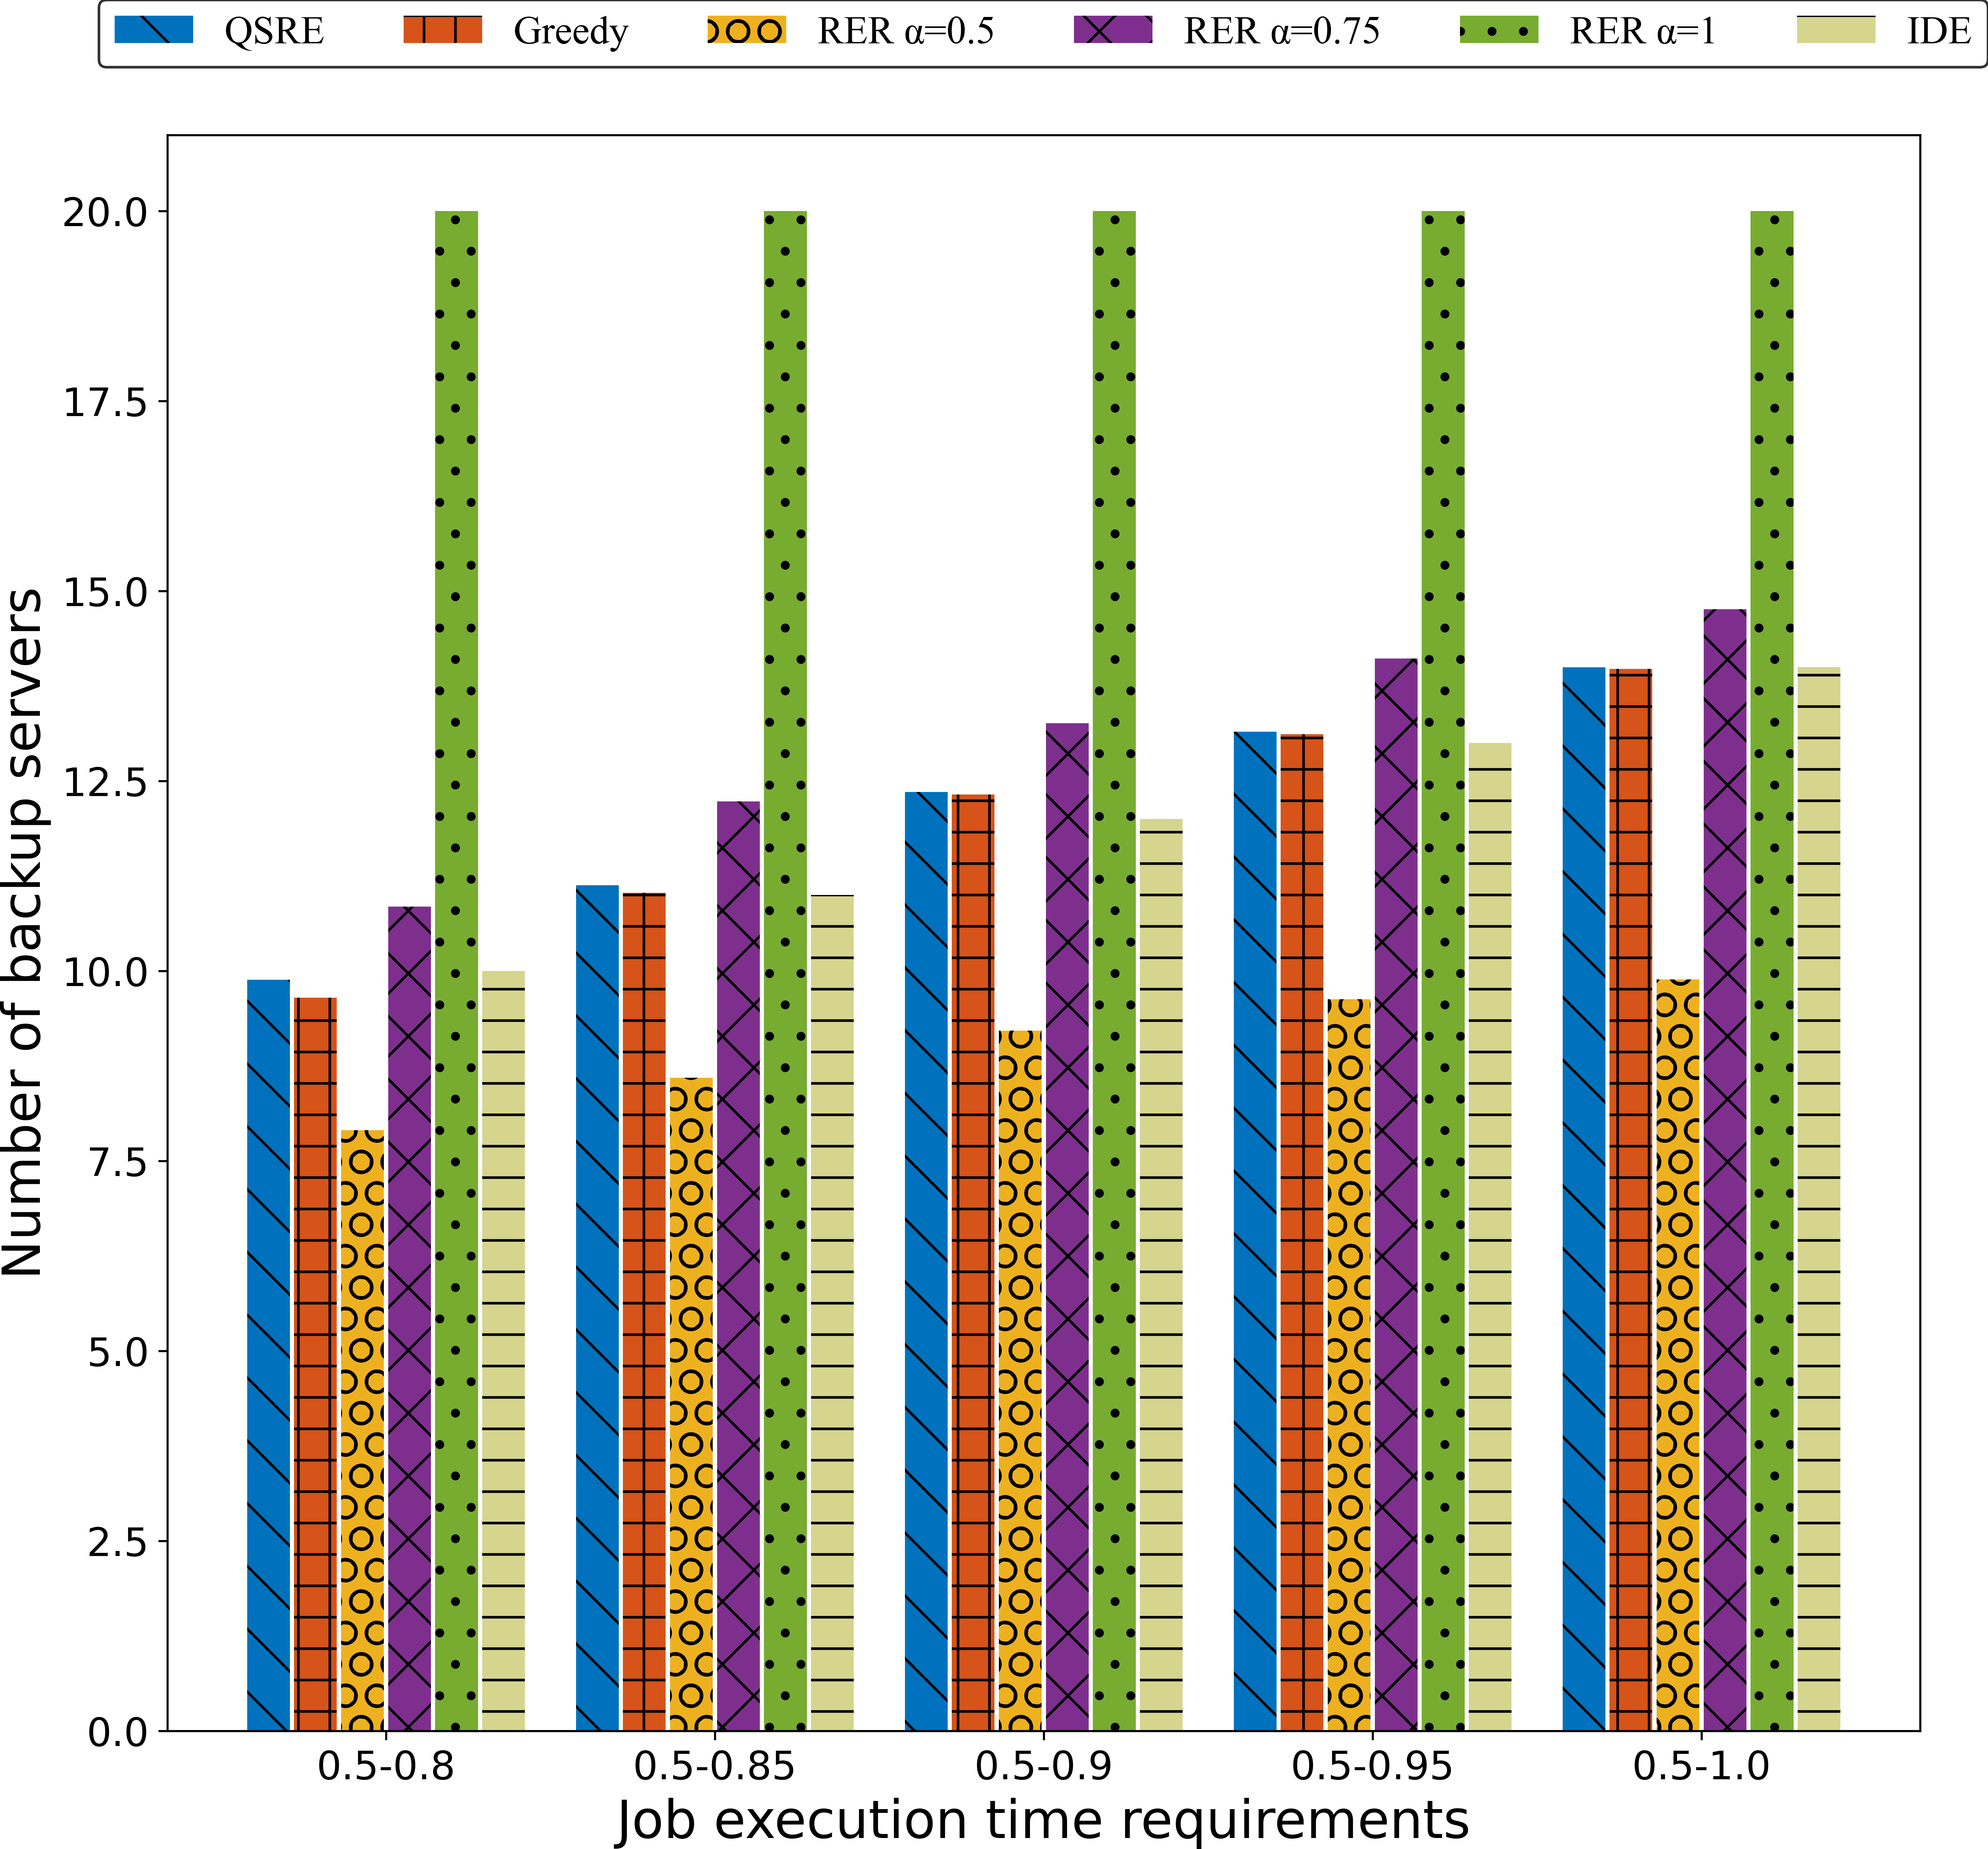 QSRE Greedy RER α=0.5 RER α=0.75 RER α=1 IDE
20.0
17.5
15.0
12.5
10.0
7.5
5.0
2.5
0.0
Number of backup servers
0.5-0.8 0.5-0.85 0.5-0.9 0.5-0.95 0.5-1.0
Job execution time requirements